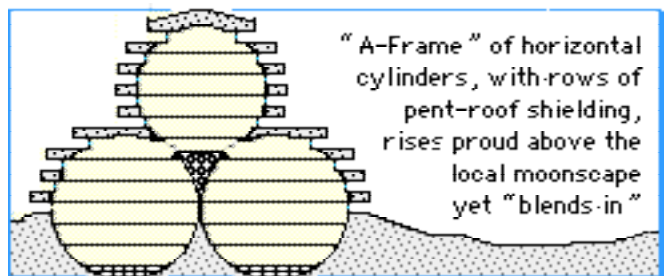 “A-Frame” of horizontal
cylinders, with rows of
pent-roof shielding,
rises proud above the
local moonscape
yet “blends-in”